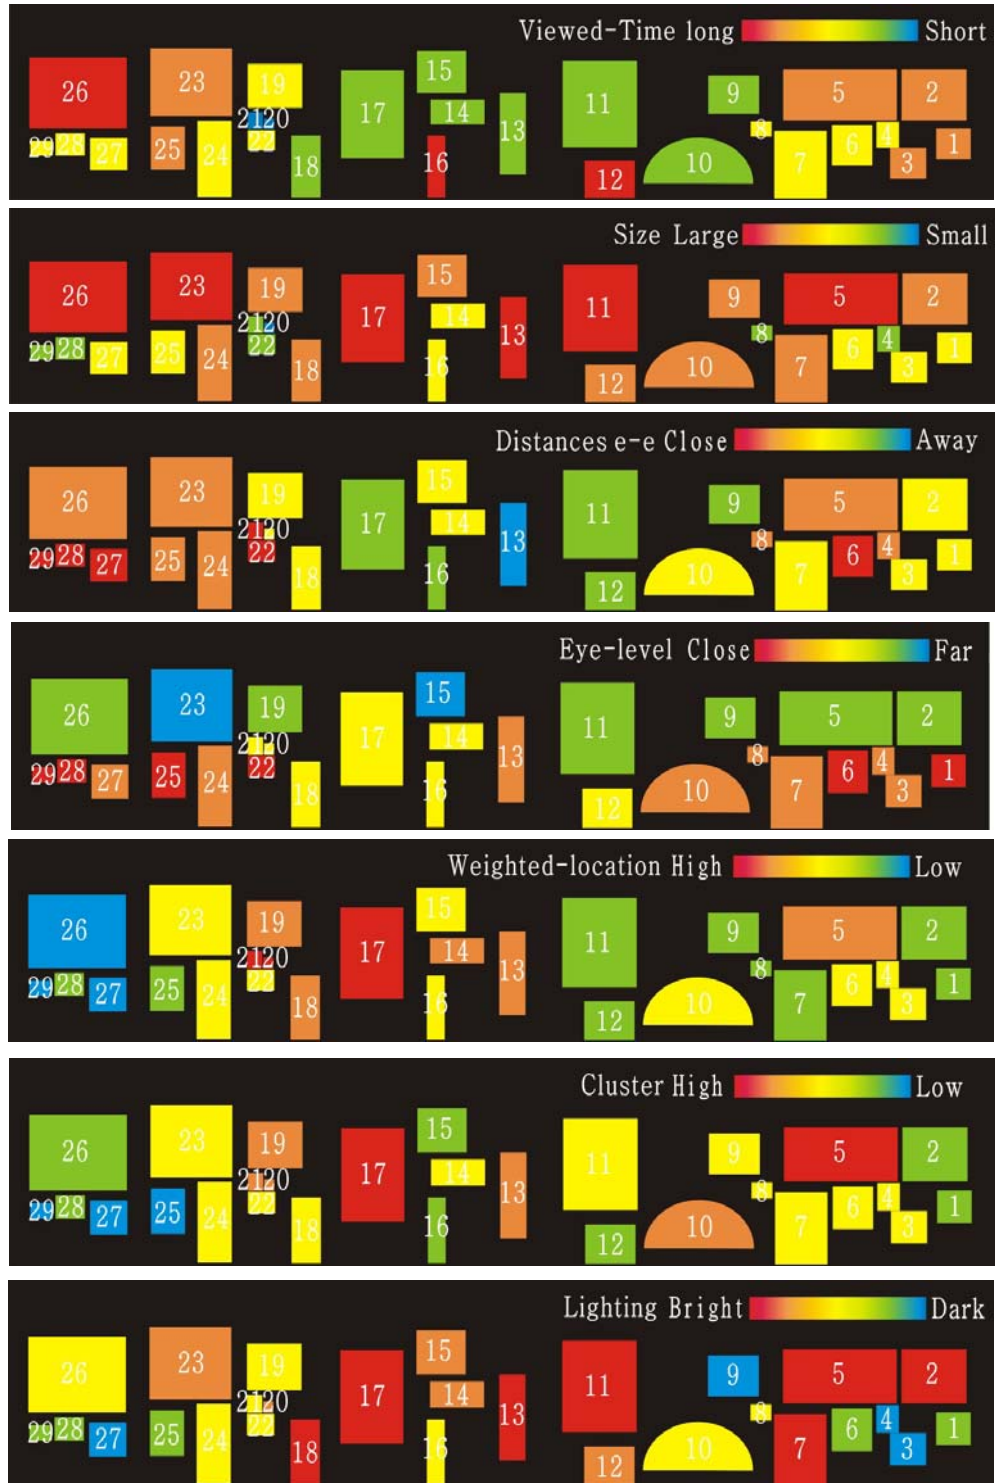 Viewed-Time long Short
26 23 19 17 15 11 9 5 2
21 20 14 13 8
29 28 27 25 24 22 18 16 12 10 7 6 4 3 1
Size Large Small
26 23 19 17 15 11 9 5 2
21 20 14 13 8
29 28 27 25 24 22 18 16 12 10 7 6 4 3 1
Distances e-e Close Away
26 23 19 17 15 11 9 5 2
21 20 14 13 8
29 28 27 25 24 22 18 16 12 10 7 6 4 3 1
Eye-level Close Far
26 23 19 17 15 11 9 5 2
21 20 14 13 8
29 28 27 25 24 22 18 16 12 10 7 6 4 3 1
Weighted-location High Low
26 23 19 17 15 11 9 5 2
21 20 14 13 8
29 28 27 25 24 22 18 16 12 10 7 6 4 3 1
Cluster High Low
26 23 19 17 15 11 9 5 2
21 20 14 13 8
29 28 27 25 24 22 18 16 12 10 7 6 4 3 1
Lighting Bright Dark
26 23 19 17 15 11 9 5 2
21 20 14 13 8
29 28 27 25 24 22 18 16 12 10 7 6 4 3 1